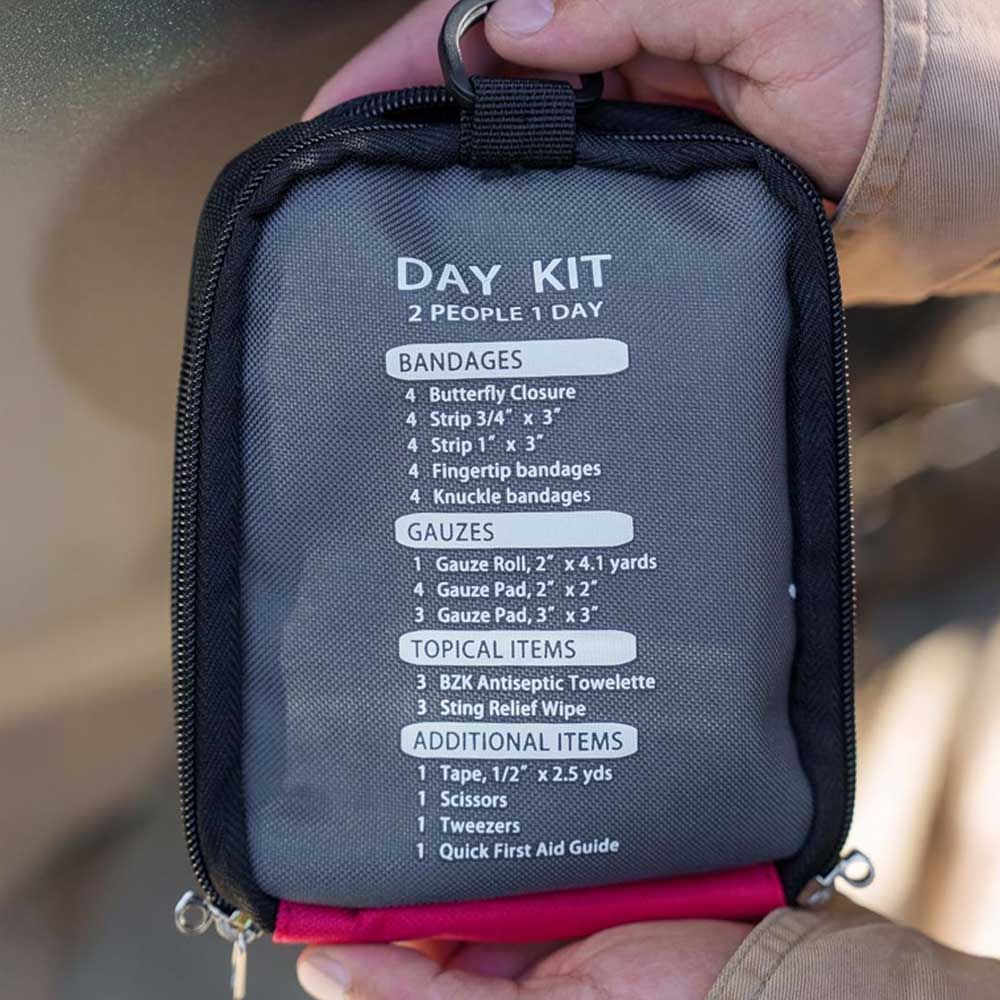 DAY KIT
2 PEOPLE 1 DAY
BANDAGES
4 Butterfly Closure
4 Strip 3/4" x 3"
4 Strip 1" x 3"
4 Fingertip bandages
4 Knuckle bandages
GAUZES
1 Gauze Roll, 2" x 4.1 yards
4 Gauze Pad, 2" x 2"
3 Gauze Pad, 3" x 3"
TOPICAL ITEMS
3 BZK Antiseptic Towelette
3 Sting Relief Wipe
ADDITIONAL ITEMS
1 Tape, 1/2" x 2.5 yds
1 Scissors
1 Tweezers
1 Quick First Aid Guide